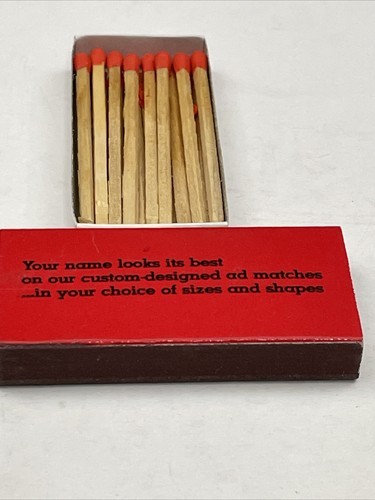 Your name looks its best
on our custom-designed ad matches
...in your choice of sizes and shapes